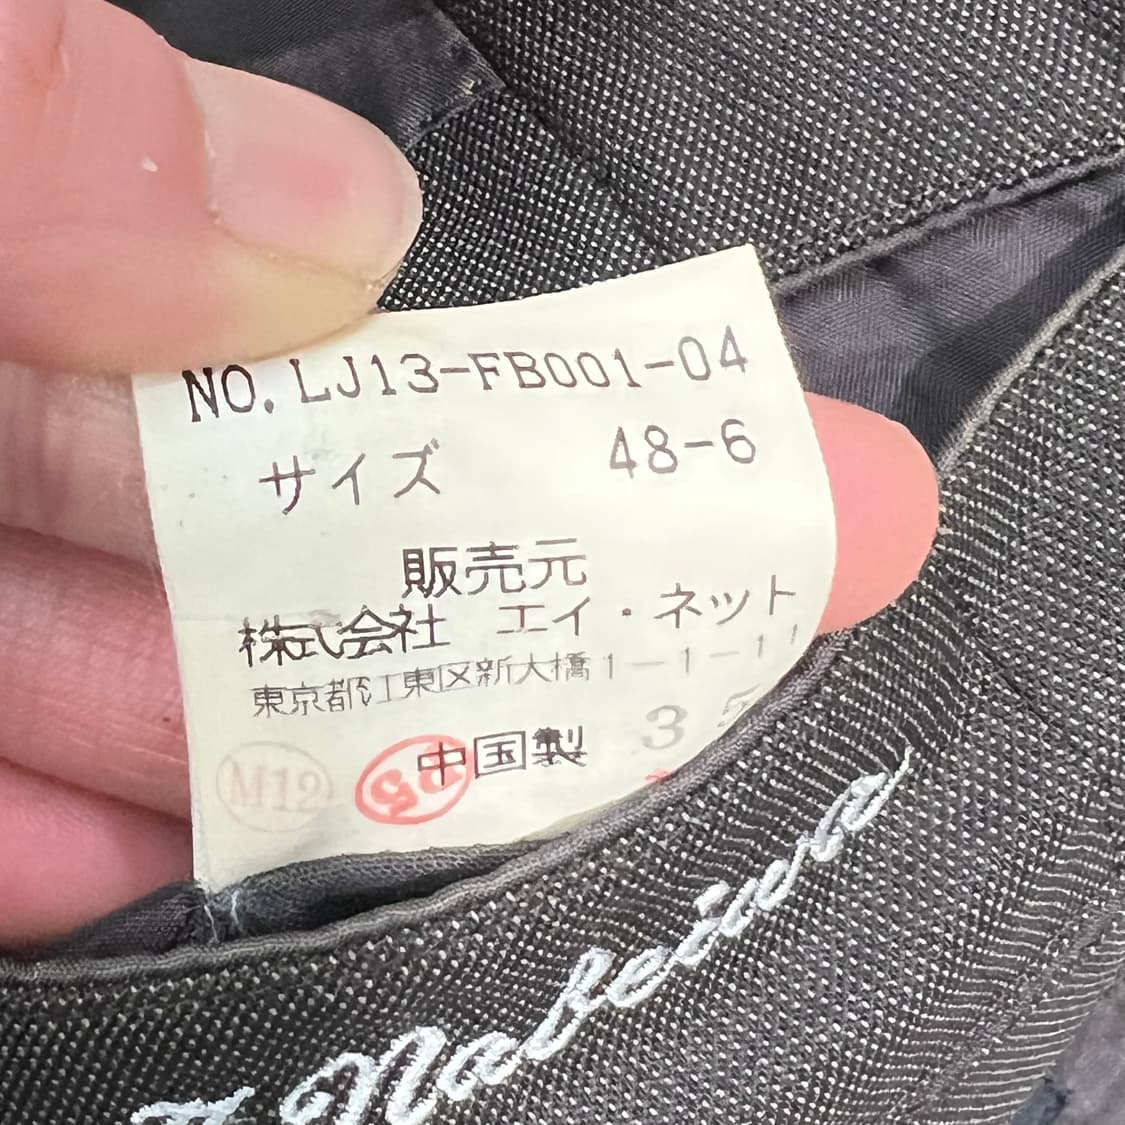 NO.LJ13-FB001-04
サイズ 48-6
販売元
株式会社 エイ・ネット
東京都江東区新大橋1-1-11
中国製 35
M12